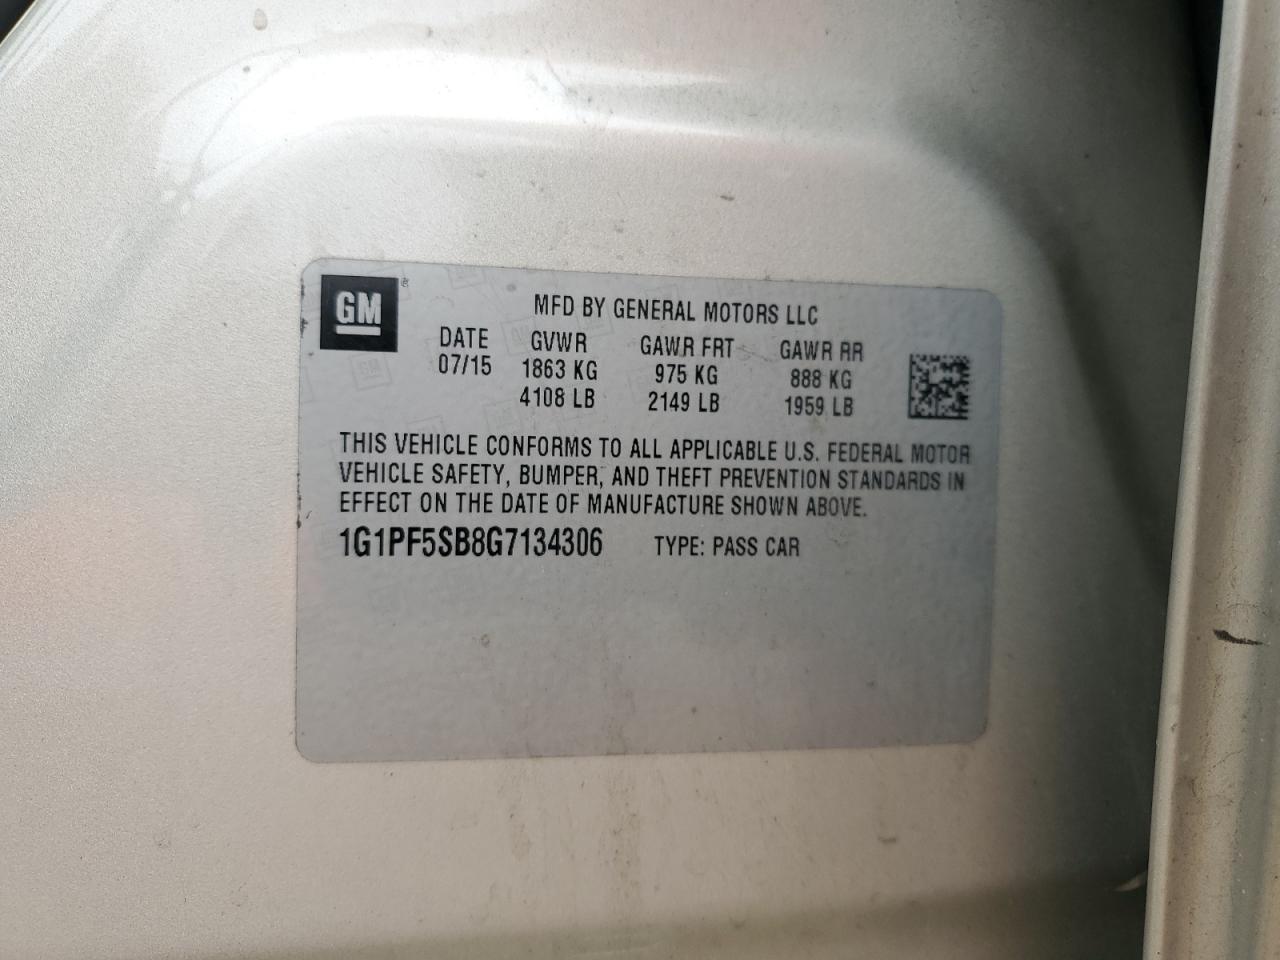 GM
MFD BY GENERAL MOTORS LLC
DATE GVWR GAWR FRT GAWR RR
07/15 1863 KG 975 KG 888 KG
4108 LB 2149 LB 1959 LB
THIS VEHICLE CONFORMS TO ALL APPLICABLE U.S. FEDERAL MOTOR
VEHICLE SAFETY, BUMPER, AND THEFT PREVENTION STANDARDS IN
EFFECT ON THE DATE OF MANUFACTURE SHOWN ABOVE.
1G1PF5SB8G7134306 TYPE: PASS CAR